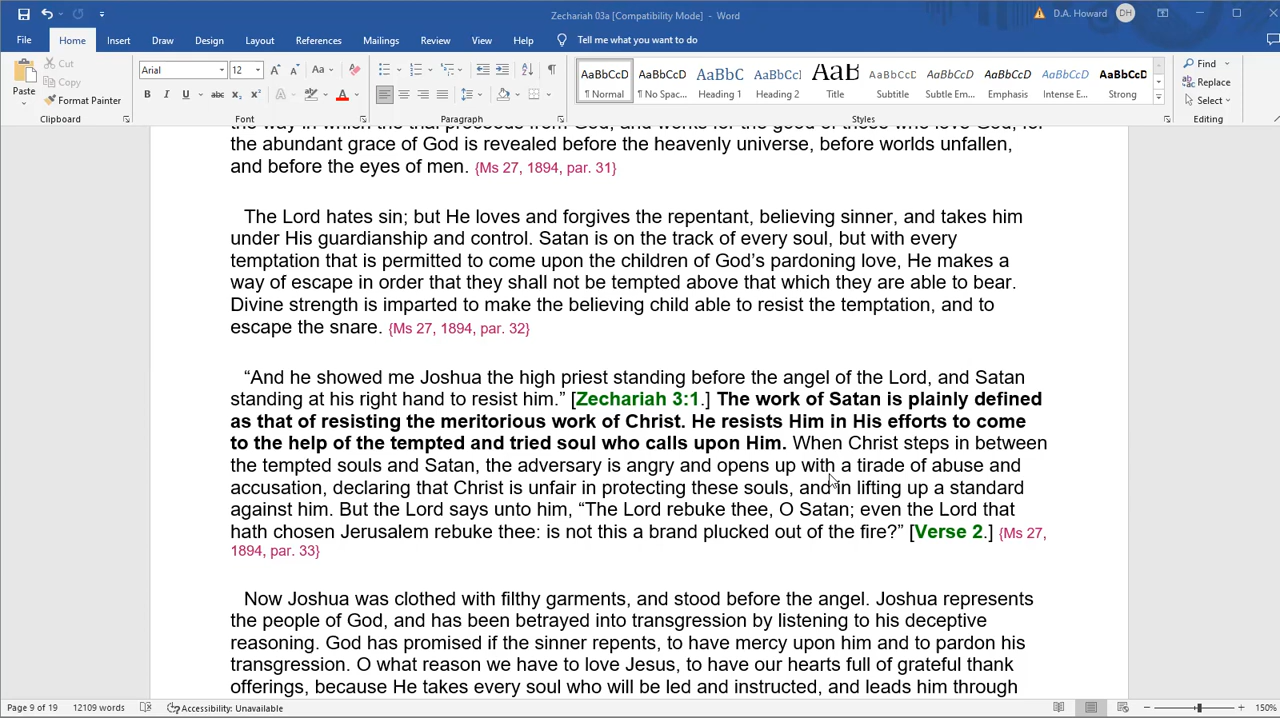 Zechariah 03a [Compatibility Mode] - Word
D.A. Howard DH
File Home Insert Draw Design Layout References Mailings Review View Help Tell me what you want to do
Cut
Copy
Format Painter
Paste
Arial 12 Aa
B I U abc x₂ x² A A
AaBbCcD AaBbCcD AaBbC AaBbCcD AaB AaBbCcD AaBbCcD AaBbCcD AaBbCcD AaBbCcD
¶ Normal ¶ No Spac... Heading 1 Heading 2 Title Subtitle Subtle Em... Emphasis Intense E... Strong
Find
Replace
Select
Clipboard Font Paragraph Styles Editing
the abundant grace of God is revealed before the heavenly universe, before worlds unfallen,
and before the eyes of men. {Ms 27, 1894, par. 31}
The Lord hates sin; but He loves and forgives the repentant, believing sinner, and takes him
under His guardianship and control. Satan is on the track of every soul, but with every
temptation that is permitted to come upon the children of God’s pardoning love, He makes a
way of escape in order that they shall not be tempted above that which they are able to bear.
Divine strength is imparted to make the believing child able to resist the temptation, and to
escape the snare. {Ms 27, 1894, par. 32}
“And he showed me Joshua the high priest standing before the angel of the Lord, and Satan
standing at his right hand to resist him.” [Zechariah 3:1.] The work of Satan is plainly defined
as that of resisting the meritorious work of Christ. He resists Him in His efforts to come
to the help of the tempted and tried soul who calls upon Him. When Christ steps in between
the tempted souls and Satan, the adversary is angry and opens up with a tirade of abuse and
accusation, declaring that Christ is unfair in protecting these souls, and in lifting up a standard
against him. But the Lord says unto him, “The Lord rebuke thee, O Satan; even the Lord that
hath chosen Jerusalem rebuke thee: is not this a brand plucked out of the fire?” [Verse 2.] {Ms 27,
1894, par. 33}
Now Joshua was clothed with filthy garments, and stood before the angel. Joshua represents
the people of God, and has been betrayed into transgression by listening to his deceptive
reasoning. God has promised if the sinner repents, to have mercy upon him and to pardon his
transgression. O what reason we have to love Jesus, to have our hearts full of grateful thank
offerings, because He takes every soul who will be led and instructed, and leads him through
Page 9 of 19 12109 words Accessibility: Unavailable 150%